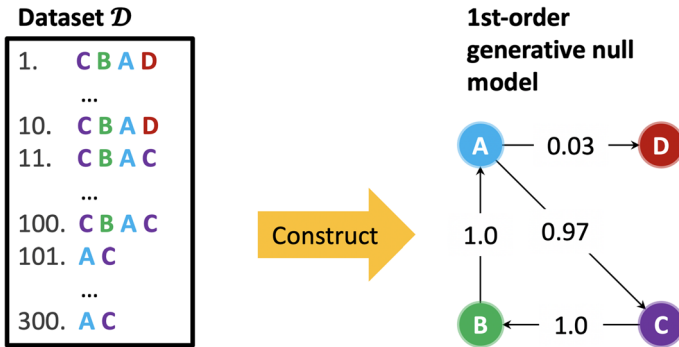 Dataset 𝒟
1. C B A D
...
10. C B A D
11. C B A C
...
100. C B A C
101. A C
...
300. A C
Construct
1st-order
generative null
model
A 0.03 D
1.0 0.97
B 1.0 C